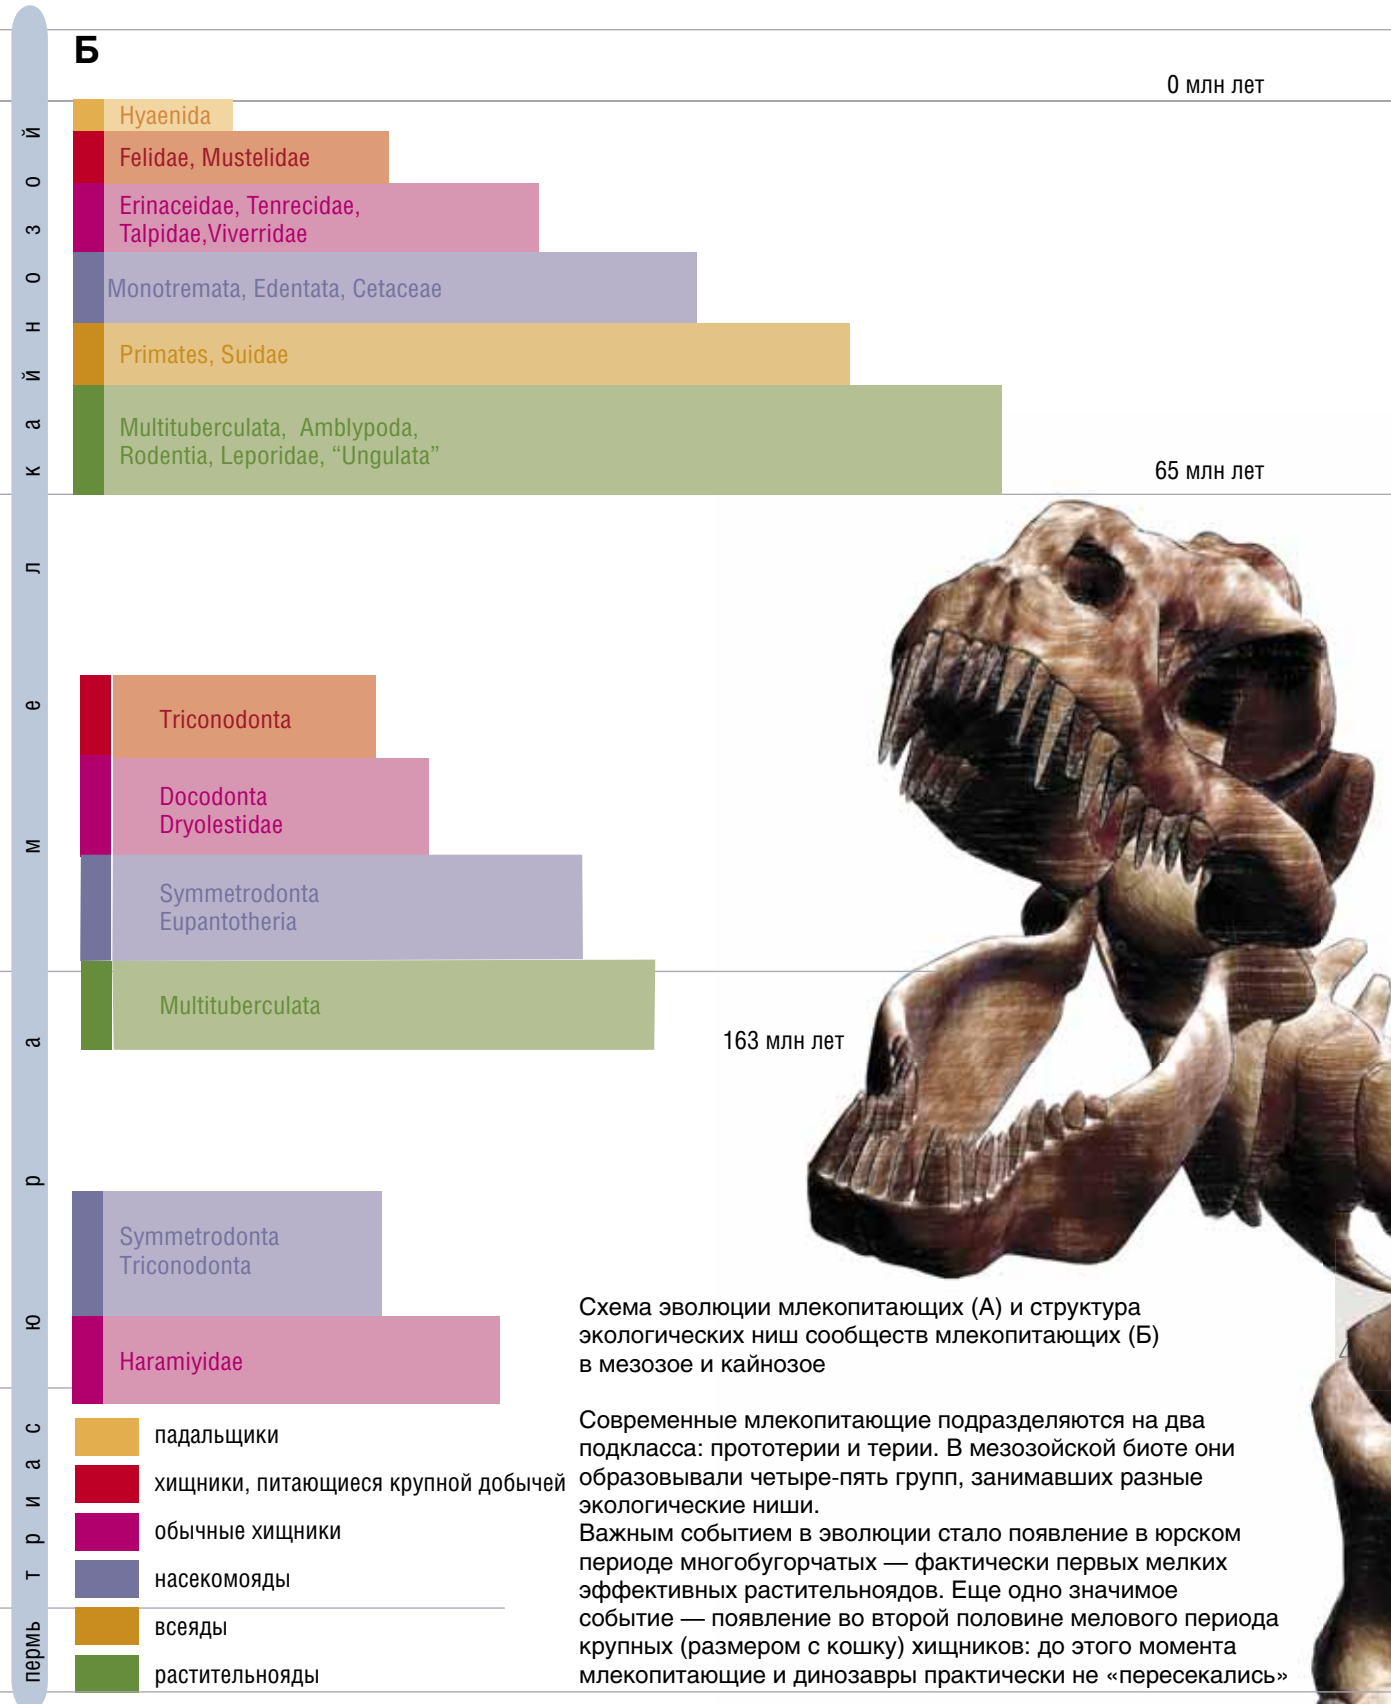 Б
0 млн лет
Hyaenida
Felidae, Mustelidae
Erinaceidae, Tenrecidae,
Talpidae,Viverridae
Monotremata, Edentata, Cetaceae
Primates, Suidae
Multituberculata, Amblypoda,
Rodentia, Leporidae, “Ungulata”
65 млн лет
кайнозой
Triconodonta
Docodonta
Dryolestidae
Symmetrodonta
Eupantotheria
Multituberculata
163 млн лет
мел
Symmetrodonta
Triconodonta
Haramiyidae
юра
триас
пермь
падальщики
хищники, питающиеся крупной добычей
обычные хищники
насекомояды
всеяды
растительнояды
Схема эволюции млекопитающих (А) и структура
экологических ниш сообществ млекопитающих (Б)
в мезозое и кайнозое
Современные млекопитающие подразделяются на два
подкласса: прототерии и терии. В мезозойской биоте они
образовывали четыре-пять групп, занимавших разные
экологические ниши.
Важным событием в эволюции стало появление в юрском
периоде многобугорчатых — фактически первых мелких
эффективных растительноядов. Еще одно значимое
событие — появление во второй половине мелового периода
крупных (размером с кошку) хищников: до этого момента
млекопитающие и динозавры практически не «пересекались»